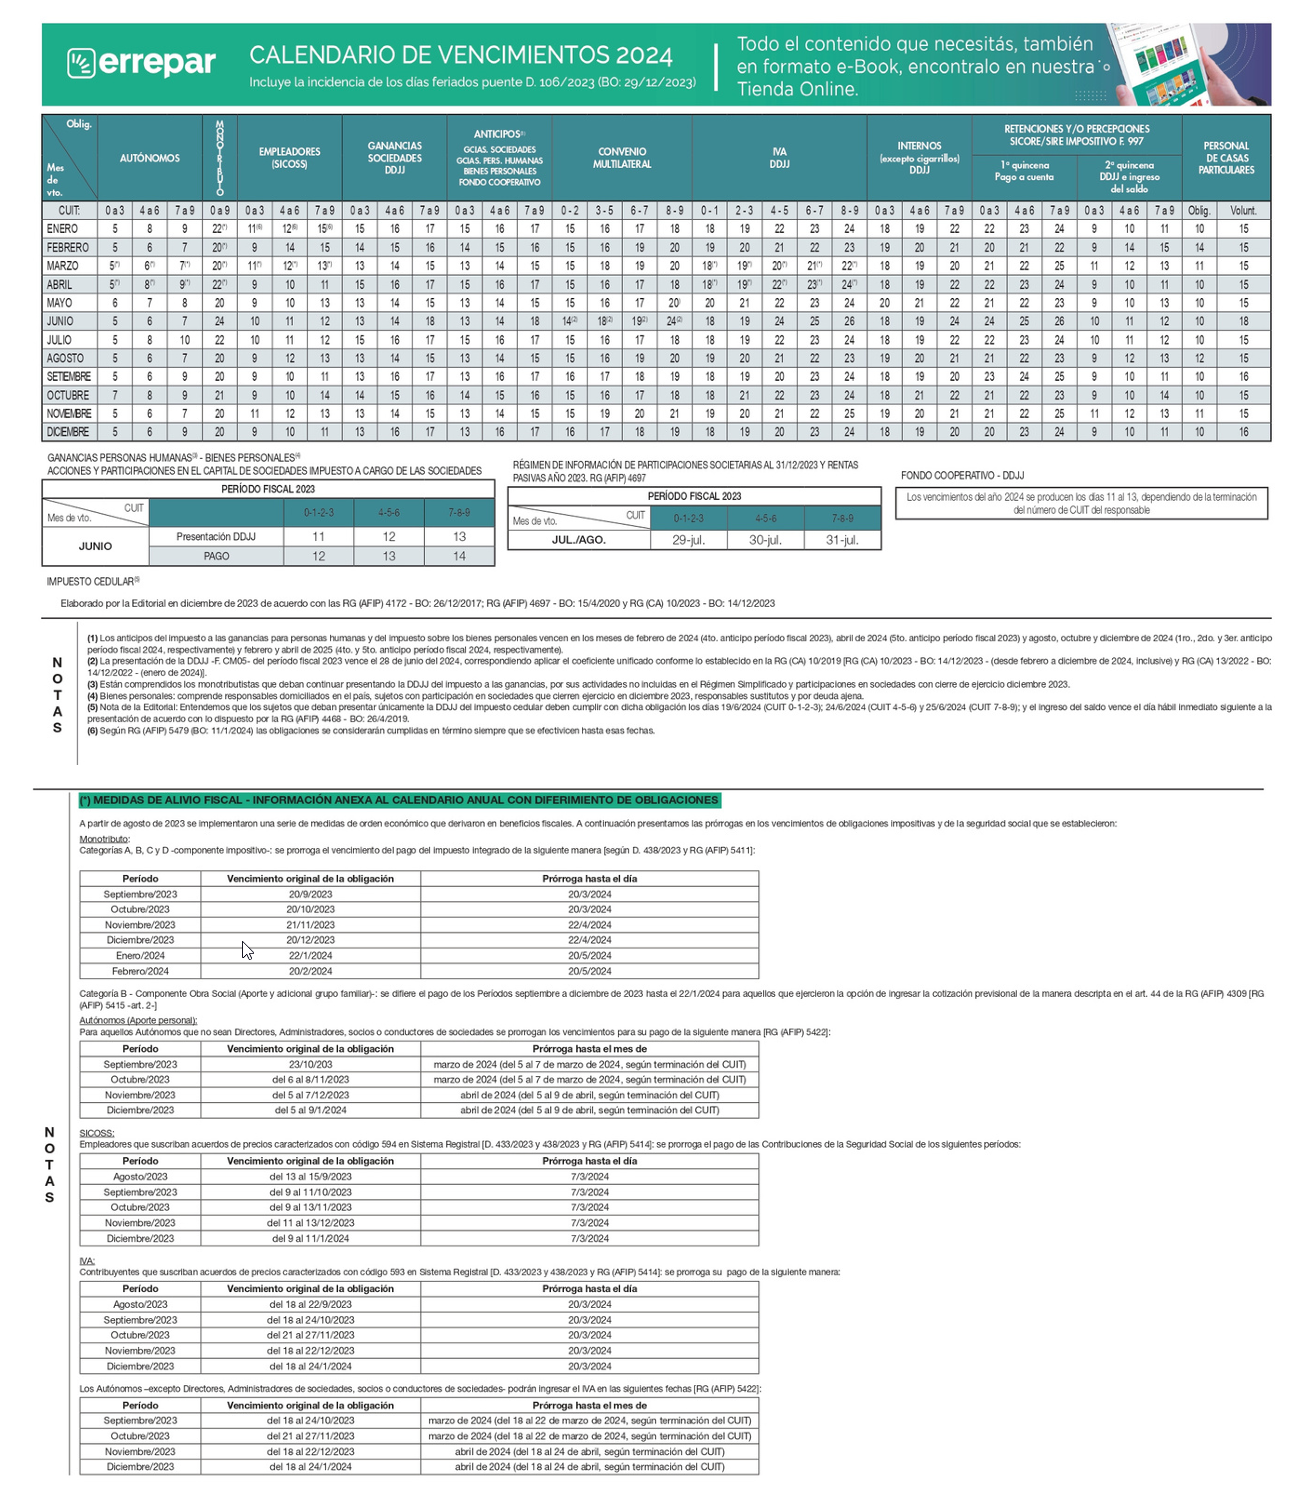 errepar
CALENDARIO DE VENCIMIENTOS 2024
Incluye la incidencia de los días feriados puente D. 106/2023 (BO: 29/12/2023)
Todo el contenido que necesitás, también
en formato e-Book, encontralo en nuestra
Tienda Online.
Oblig. Mes de vto. AUTÓNOMOS MONOTRIBUTO EMPLEADORES (SICOSS) GANANCIAS SOCIEDADES DDJJ ANTICIPOS(1) GCIAS. SOCIEDADES GCIAS. PERS. HUMANAS BIENES PERSONALES FONDO COOPERATIVO CONVENIO MULTILATERAL IVA DDJJ INTERNOS (excepto cigarrillos) DDJJ RETENCIONES Y/O PERCEPCIONES SICORE/SIRE IMPOSITIVO F. 997 1ª quincena Pago a cuenta 2ª quincena DDJJ e ingreso del saldo PERSONAL DE CASAS PARTICULARES
CUIT: 0 a 3 4 a 6 7 a 9 0 a 9 0 a 3 4 a 6 7 a 9 0 a 3 4 a 6 7 a 9 0 a 3 4 a 6 7 a 9 0 - 2 3 - 5 6 - 7 8 - 9 0 - 1 2 - 3 4 - 5 6 - 7 8 - 9 0 a 3 4 a 6 7 a 9 0 a 3 4 a 6 7 a 9 0 a 3 4 a 6 7 a 9 Oblig. Volunt.
ENERO 5 8 9 22(*) 11(6) 12(6) 15(6) 15 16 17 15 16 17 15 16 17 18 18 19 22 23 24 18 19 22 22 23 24 9 10 11 10 15
FEBRERO 5 6 7 20(*) 9 14 15 14 15 16 14 15 16 15 16 19 20 19 20 21 22 23 19 20 21 20 21 22 9 14 15 14 15
MARZO 5(*) 6(*) 7(*) 20(*) 11(*) 12(*) 13(*) 13 14 15 13 14 15 15 18 19 20 18(*) 19(*) 20(*) 21(*) 22(*) 18 19 20 21 22 25 11 12 13 11 15
ABRIL 5(*) 8(*) 9(*) 22(*) 9 10 11 15 16 17 15 16 17 15 16 17 18 18(*) 19(*) 22(*) 23(*) 24(*) 18 19 22 22 23 24 9 10 11 10 15
MAYO 6 7 8 20 9 10 13 13 14 15 13 14 15 15 16 17 20 20 21 22 23 24 20 21 22 21 22 23 9 10 13 10 15
JUNIO 5 6 7 24 10 11 12 13 14 18 13 14 18 14(2) 18(2) 19(2) 24(2) 18 19 24 25 26 18 19 24 24 25 26 10 11 12 10 18
JULIO 5 8 10 22 10 11 12 15 16 17 15 16 17 15 16 17 18 18 19 22 23 24 18 19 22 22 23 24 10 11 12 10 15
AGOSTO 5 6 7 20 9 12 13 13 14 15 13 14 15 15 16 19 20 19 20 21 22 23 19 20 21 21 22 23 9 12 13 12 15
SETIEMBRE 5 6 9 20 9 10 11 13 16 17 13 16 17 16 17 18 19 18 19 20 23 24 18 19 20 23 24 25 9 10 11 10 16
OCTUBRE 7 8 9 21 9 10 14 14 15 16 14 15 16 15 16 17 18 18 21 22 23 24 18 21 22 21 22 23 9 10 14 10 15
NOVIEMBRE 5 6 7 20 11 12 13 13 14 15 13 14 15 15 19 20 21 19 20 21 22 25 19 20 21 21 22 25 11 12 13 11 15
DICIEMBRE 5 6 9 20 9 10 11 13 16 17 13 16 17 16 17 18 19 18 19 20 23 24 18 19 20 20 23 24 9 10 11 10 16
GANANCIAS PERSONAS HUMANAS(3) - BIENES PERSONALES(4)
ACCIONES Y PARTICIPACIONES EN EL CAPITAL DE SOCIEDADES IMPUESTO A CARGO DE LAS SOCIEDADES
PERÍODO FISCAL 2023
Mes de vto. CUIT 0-1-2-3 4-5-6 7-8-9
JUNIO Presentación DDJJ 11 12 13
PAGO 12 13 14
RÉGIMEN DE INFORMACIÓN DE PARTICIPACIONES SOCIETARIAS AL 31/12/2023 Y RENTAS
PASIVAS AÑO 2023. RG (AFIP) 4697
PERÍODO FISCAL 2023
Mes de vto. CUIT 0-1-2-3 4-5-6 7-8-9
JUL./AGO. 29-jul. 30-jul. 31-jul.
FONDO COOPERATIVO - DDJJ
Los vencimientos del año 2024 se producen los días 11 al 13, dependiendo de la terminación
del número de CUIT del responsable
IMPUESTO CEDULAR(5)
Elaborado por la Editorial en diciembre de 2023 de acuerdo con las RG (AFIP) 4172 - BO: 26/12/2017; RG (AFIP) 4697 - BO: 15/4/2020 y RG (CA) 10/2023 - BO: 14/12/2023
NOTAS
(1) Los anticipos del impuesto a las ganancias para personas humanas y del impuesto sobre los bienes personales vencen en los meses de febrero de 2024 (4to. anticipo período fiscal 2023), abril de 2024 (5to. anticipo período fiscal 2023) y agosto, octubre y diciembre de 2024 (1ro., 2do. y 3er. anticipo
período fiscal 2024, respectivamente) y febrero y abril de 2025 (4to. y 5to. anticipo período fiscal 2024, respectivamente).
(2) La presentación de la DDJJ -F. CM05- del período fiscal 2023 vence el 28 de junio del 2024, correspondiendo aplicar el coeficiente unificado conforme lo establecido en la RG (CA) 10/2019 [RG (CA) 10/2023 - BO: 14/12/2023 - (desde febrero a diciembre de 2024, inclusive) y RG (CA) 13/2022 - BO:
14/12/2022 - (enero de 2024)].
(3) Están comprendidos los monotributistas que deban continuar presentando la DDJJ del impuesto a las ganancias, por sus actividades no incluidas en el Régimen Simplificado y participaciones en sociedades con cierre de ejercicio diciembre 2023.
(4) Bienes personales: comprende responsables domiciliados en el país, sujetos con participación en sociedades que cierren ejercicio en diciembre 2023, responsables sustitutos y por deuda ajena.
(5) Nota de la Editorial: Entendemos que los sujetos que deban presentar únicamente la DDJJ del impuesto cedular deben cumplir con dicha obligación los días 19/6/2024 (CUIT 0-1-2-3); 24/6/2024 (CUIT 4-5-6) y 25/6/2024 (CUIT 7-8-9); y el ingreso del saldo vence el día hábil inmediato siguiente a la
presentación de acuerdo con lo dispuesto por la RG (AFIP) 4468 - BO: 26/4/2019.
(6) Según RG (AFIP) 5479 (BO: 11/1/2024) las obligaciones se considerarán cumplidas en término siempre que se efectivicen hasta esas fechas.
(*) MEDIDAS DE ALIVIO FISCAL - INFORMACIÓN ANEXA AL CALENDARIO ANUAL CON DIFERIMIENTO DE OBLIGACIONES
A partir de agosto de 2023 se implementaron una serie de medidas de orden económico que derivaron en beneficios fiscales. A continuación presentamos las prórrogas en los vencimientos de obligaciones impositivas y de la seguridad social que se establecieron:
Monotributo:
Categorías A, B, C y D -componente impositivo-: se prorroga el vencimiento del pago del impuesto integrado de la siguiente manera [según D. 438/2023 y RG (AFIP) 5411]:
Período Vencimiento original de la obligación Prórroga hasta el día
Septiembre/2023 20/9/2023 20/3/2024
Octubre/2023 20/10/2023 20/3/2024
Noviembre/2023 21/11/2023 22/4/2024
Diciembre/2023 20/12/2023 22/4/2024
Enero/2024 22/1/2024 20/5/2024
Febrero/2024 20/2/2024 20/5/2024
Categoría B - Componente Obra Social (Aporte y adicional grupo familiar)-: se difiere el pago de los Períodos septiembre a diciembre de 2023 hasta el 22/1/2024 para aquellos que ejercieron la opción de ingresar la cotización previsional de la manera descripta en el art. 44 de la RG (AFIP) 4309 [RG
(AFIP) 5415 -art. 2-]
Autónomos (Aporte personal):
Para aquellos Autónomos que no sean Directores, Administradores, socios o conductores de sociedades se prorrogan los vencimientos para su pago de la siguiente manera [RG (AFIP) 5422]:
Período Vencimiento original de la obligación Prórroga hasta el mes de
Septiembre/2023 23/10/203 marzo de 2024 (del 5 al 7 de marzo de 2024, según terminación del CUIT)
Octubre/2023 del 6 al 8/11/2023 marzo de 2024 (del 5 al 7 de marzo de 2024, según terminación del CUIT)
Noviembre/2023 del 5 al 7/12/2023 abril de 2024 (del 5 al 9 de abril, según terminación del CUIT)
Diciembre/2023 del 5 al 9/1/2024 abril de 2024 (del 5 al 9 de abril, según terminación del CUIT)
NOTAS
SICOSS:
Empleadores que suscriban acuerdos de precios caracterizados con código 594 en Sistema Registral [D. 433/2023 y 438/2023 y RG (AFIP) 5414]: se prorroga el pago de las Contribuciones de la Seguridad Social de los siguientes períodos:
Período Vencimiento original de la obligación Prórroga hasta el día
Agosto/2023 del 13 al 15/9/2023 7/3/2024
Septiembre/2023 del 9 al 11/10/2023 7/3/2024
Octubre/2023 del 9 al 13/11/2023 7/3/2024
Noviembre/2023 del 11 al 13/12/2023 7/3/2024
Diciembre/2023 del 9 al 11/1/2024 7/3/2024
IVA:
Contribuyentes que suscriban acuerdos de precios caracterizados con código 593 en Sistema Registral [D. 433/2023 y 438/2023 y RG (AFIP) 5414]: se prorroga su pago de la siguiente manera:
Período Vencimiento original de la obligación Prórroga hasta el día
Agosto/2023 del 18 al 22/9/2023 20/3/2024
Septiembre/2023 del 18 al 24/10/2023 20/3/2024
Octubre/2023 del 21 al 27/11/2023 20/3/2024
Noviembre/2023 del 18 al 22/12/2023 20/3/2024
Diciembre/2023 del 18 al 24/1/2024 20/3/2024
Los Autónomos –excepto Directores, Administradores de sociedades, socios o conductores de sociedades- podrán ingresar el IVA en las siguientes fechas [RG (AFIP) 5422]:
Período Vencimiento original de la obligación Prórroga hasta el mes de
Septiembre/2023 del 18 al 24/10/2023 marzo de 2024 (del 18 al 22 de marzo de 2024, según terminación del CUIT)
Octubre/2023 del 21 al 27/11/2023 marzo de 2024 (del 18 al 22 de marzo de 2024, según terminación del CUIT)
Noviembre/2023 del 18 al 22/12/2023 abril de 2024 (del 18 al 24 de abril, según terminación del CUIT)
Diciembre/2023 del 18 al 24/1/2024 abril de 2024 (del 18 al 24 de abril, según terminación del CUIT)